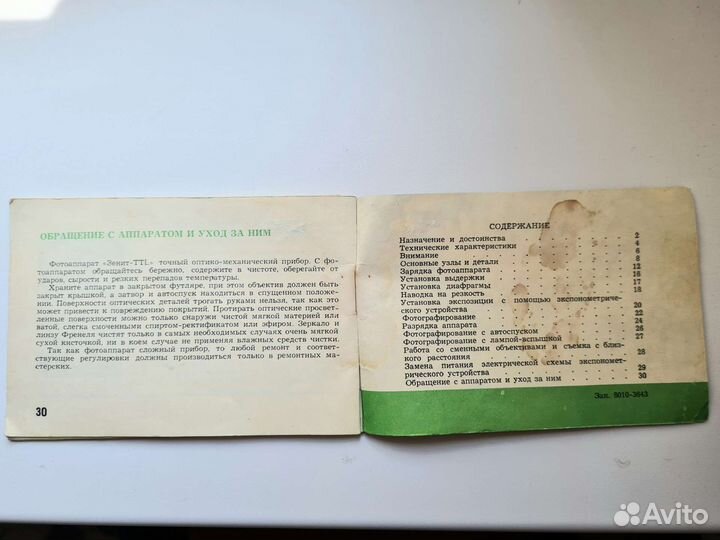 ОБРАЩЕНИЕ С АППАРАТОМ И УХОД ЗА НИМ
Фотоаппарат «Зенит-TTL» точный оптико-механический прибор. С фо-
тоаппаратом обращайтесь бережно, содержите в чистоте, оберегайте от
ударов, сырости и резких перепадов температуры.
Храните аппарат в закрытом футляре, при этом объектив должен быть
закрыт крышкой, а затвор и автоспуск находиться в спущенном положе-
нии. Поверхности оптических деталей трогать руками нельзя, так как это
может привести к повреждению покрытий. Протирать оптические просвет-
ленные поверхности можно только снаружи чистой мягкой материей или
ватой, слегка смоченными спиртом-ректификатом или эфиром. Зеркало и
линзу Френеля чистить только в самых необходимых случаях очень мягкой
сухой кисточкой, ни в коем случае не применяя влажных средств чистки.
Так как фотоаппарат сложный прибор, то любой ремонт и соответ-
ствующие регулировки должны производиться только в ремонтных ма-
стерских.
30
СОДЕРЖАНИЕ
Назначение и достоинства . . . . . . 2
Технические характеристики . . . . . . 4
Внимание . . . . . . 6
Основные узлы и детали . . . . . . 8
Зарядка фотоаппарата . . . . . . 12
Установка выдержки . . . . . . 16
Установка диафрагмы . . . . . . 17
Наводка на резкость . . . . . . 18
Установка экспозиции с помощью экспонометриче-
ского устройства . . . . . . 20
Фотографирование . . . . . . 22
Разрядка аппарата . . . . . . 24
Фотографирование с автоспуском . . . . . . 26
Фотографирование с лампой-вспышкой . . . . . . 27
Работа со сменными объективами и съемка с близ-
кого расстояния . . . . . . 28
Замена питания электрической схемы экспономет-
рического устройства . . . . . . 29
Обращение с аппаратом и уход за ним . . . . . . 30
Зак. 8010-3643
Avito